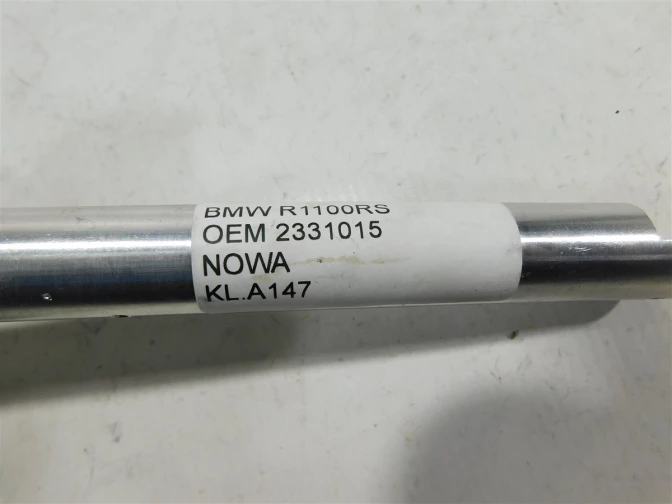 BMW R1100RS
OEM 2331015
NOWA
KL.A147